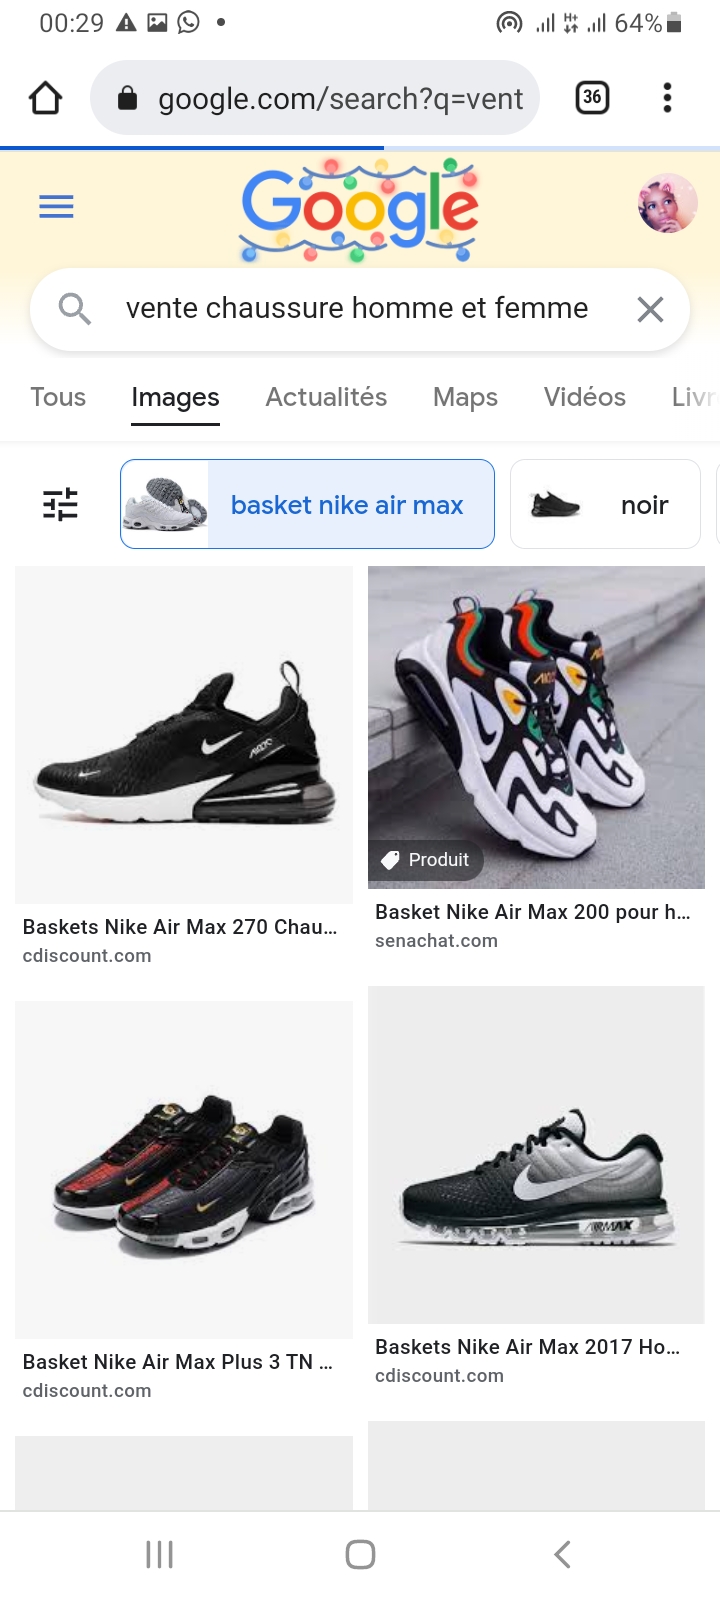 00:29
H+
64%
google.com/search?q=vent
36
Google
vente chaussure homme et femme
Tous Images Actualités Maps Vidéos Livr
basket nike air max noir
Produit
Baskets Nike Air Max 270 Chau...
cdiscount.com
Basket Nike Air Max 200 pour h...
senachat.com
AIRMAX
Basket Nike Air Max Plus 3 TN ...
cdiscount.com
Baskets Nike Air Max 2017 Ho...
cdiscount.com